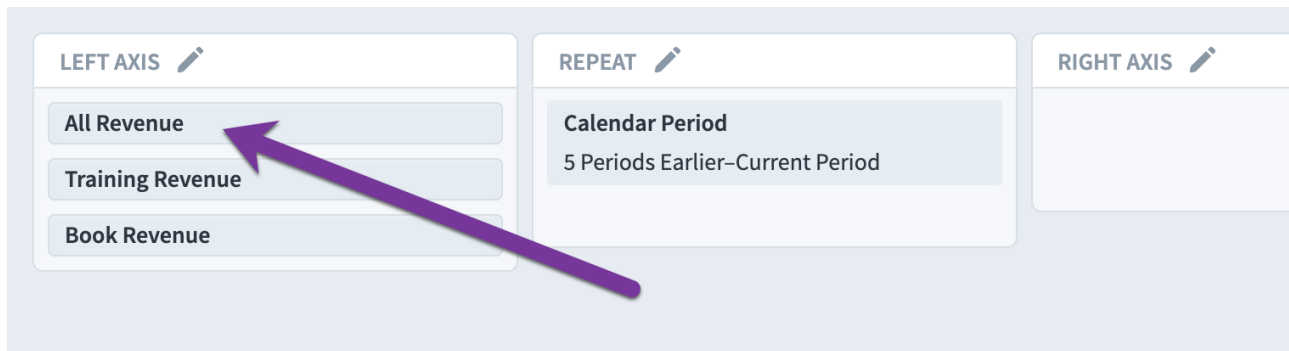 LEFT AXIS
All Revenue
Training Revenue
Book Revenue
REPEAT
Calendar Period
5 Periods Earlier–Current Period
RIGHT AXIS